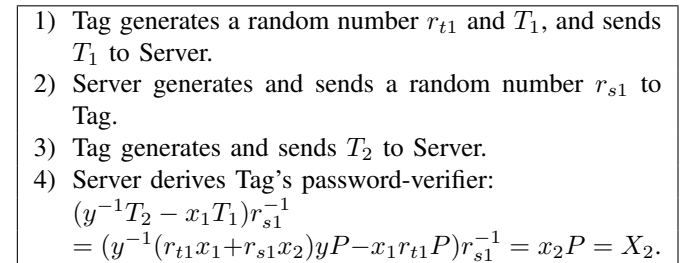 1) Tag generates a random number r_{t1} and T_1, and sends
T_1 to Server.
2) Server generates and sends a random number r_{s1} to
Tag.
3) Tag generates and sends T_2 to Server.
4) Server derives Tag's password-verifier:
(y^{-1}T_2 − x_1T_1)r_{s1}^{-1}
= (y^{-1}(r_{t1}x_1+r_{s1}x_2)yP−x_1r_{t1}P)r_{s1}^{-1} = x_2P = X_2.